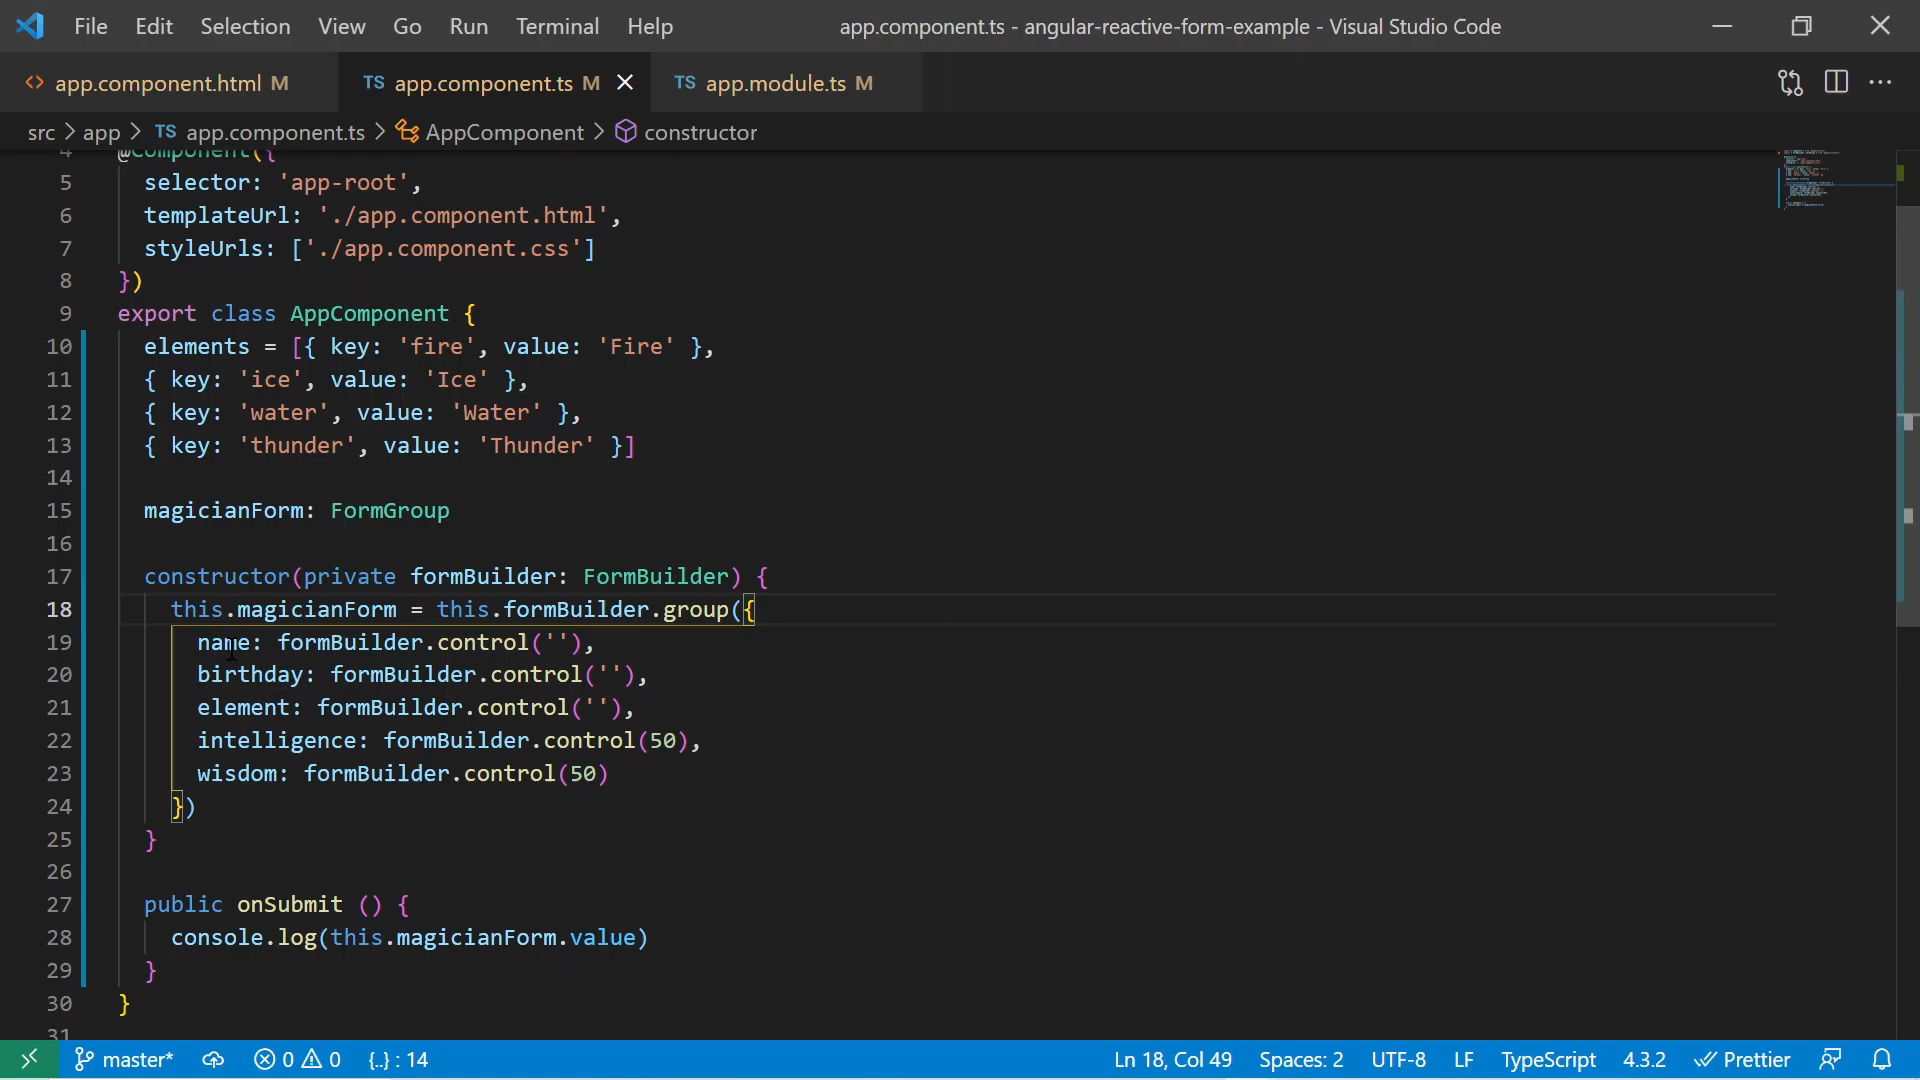 File Edit Selection View Go Run Terminal Help app.component.ts - angular-reactive-form-example - Visual Studio Code
<> app.component.html M TS app.component.ts M TS app.module.ts M ···
src > app > TS app.component.ts > AppComponent > constructor
4 @Component({
5 selector: 'app-root',
6 templateUrl: './app.component.html',
7 styleUrls: ['./app.component.css']
8 })
9 export class AppComponent {
10 elements = [{ key: 'fire', value: 'Fire' },
11 { key: 'ice', value: 'Ice' },
12 { key: 'water', value: 'Water' },
13 { key: 'thunder', value: 'Thunder' }]
14
15 magicianForm: FormGroup
16
17 constructor(private formBuilder: FormBuilder) {
18 this.magicianForm = this.formBuilder.group({
19 name: formBuilder.control(''),
20 birthday: formBuilder.control(''),
21 element: formBuilder.control(''),
22 intelligence: formBuilder.control(50),
23 wisdom: formBuilder.control(50)
24 })
25 }
26
27 public onSubmit () {
28 console.log(this.magicianForm.value)
29 }
30 }
31
master* 0 0 {..} : 14 Ln 18, Col 49 Spaces: 2 UTF-8 LF TypeScript 4.3.2 Prettier